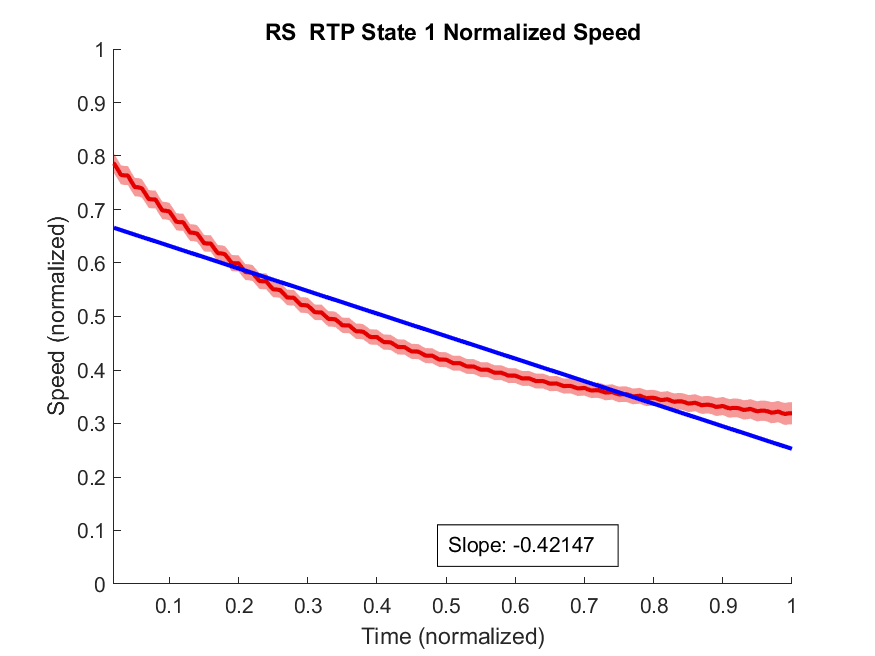 RS  RTP State 1 Normalized Speed
1
0.9
0.8
0.7
0.6
0.5
0.4
0.3
0.2
0.1
0
Speed (normalized)
Slope: -0.42147
0.1 0.2 0.3 0.4 0.5 0.6 0.7 0.8 0.9 1
Time (normalized)